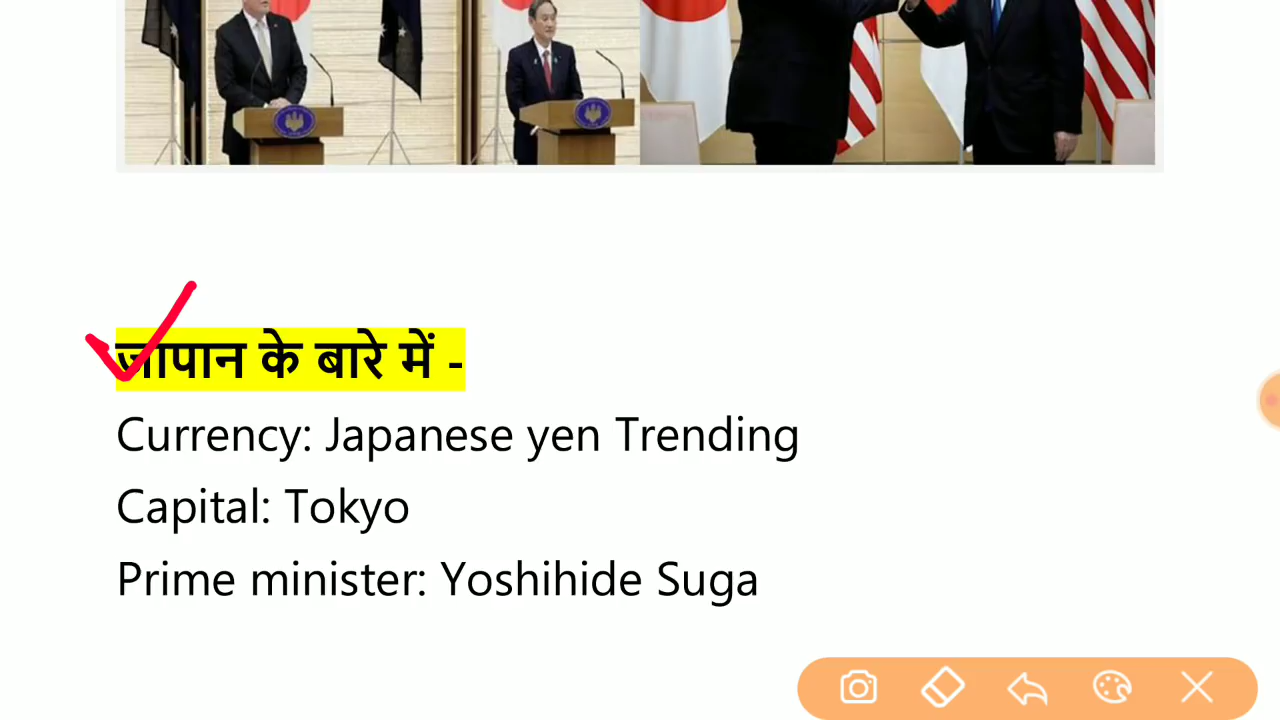 जापान के बारे में -
Currency: Japanese yen Trending
Capital: Tokyo
Prime minister: Yoshihide Suga